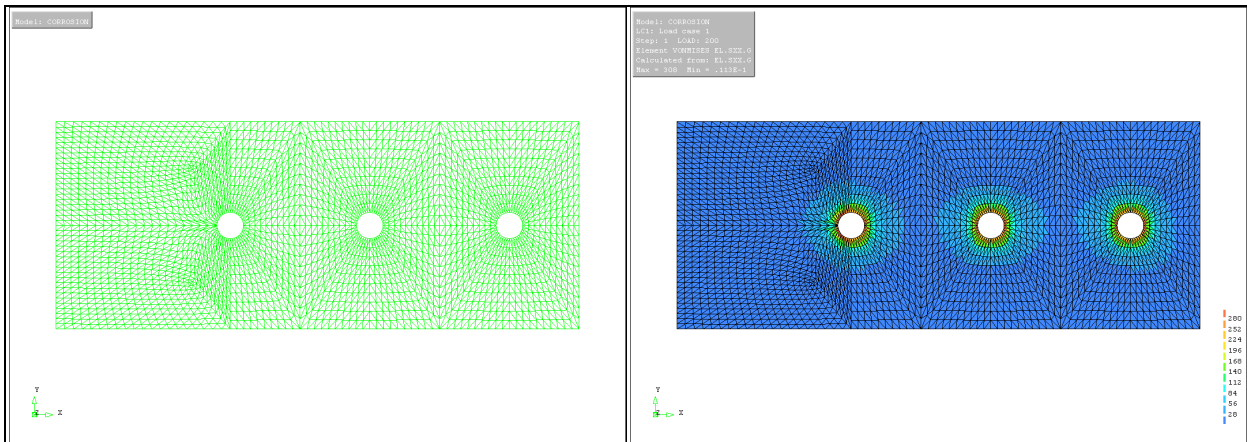 Model: CORROSION
Y
Z X
Model: CORROSION
LC1: Load case 1
Step: 1 LOAD: 200
Element VONMISES EL.SXX.G
Calculated from: EL.SXX.G
Max = 308 Min = .113E-1
280
252
224
196
168
140
112
84
56
28
Y
Z X